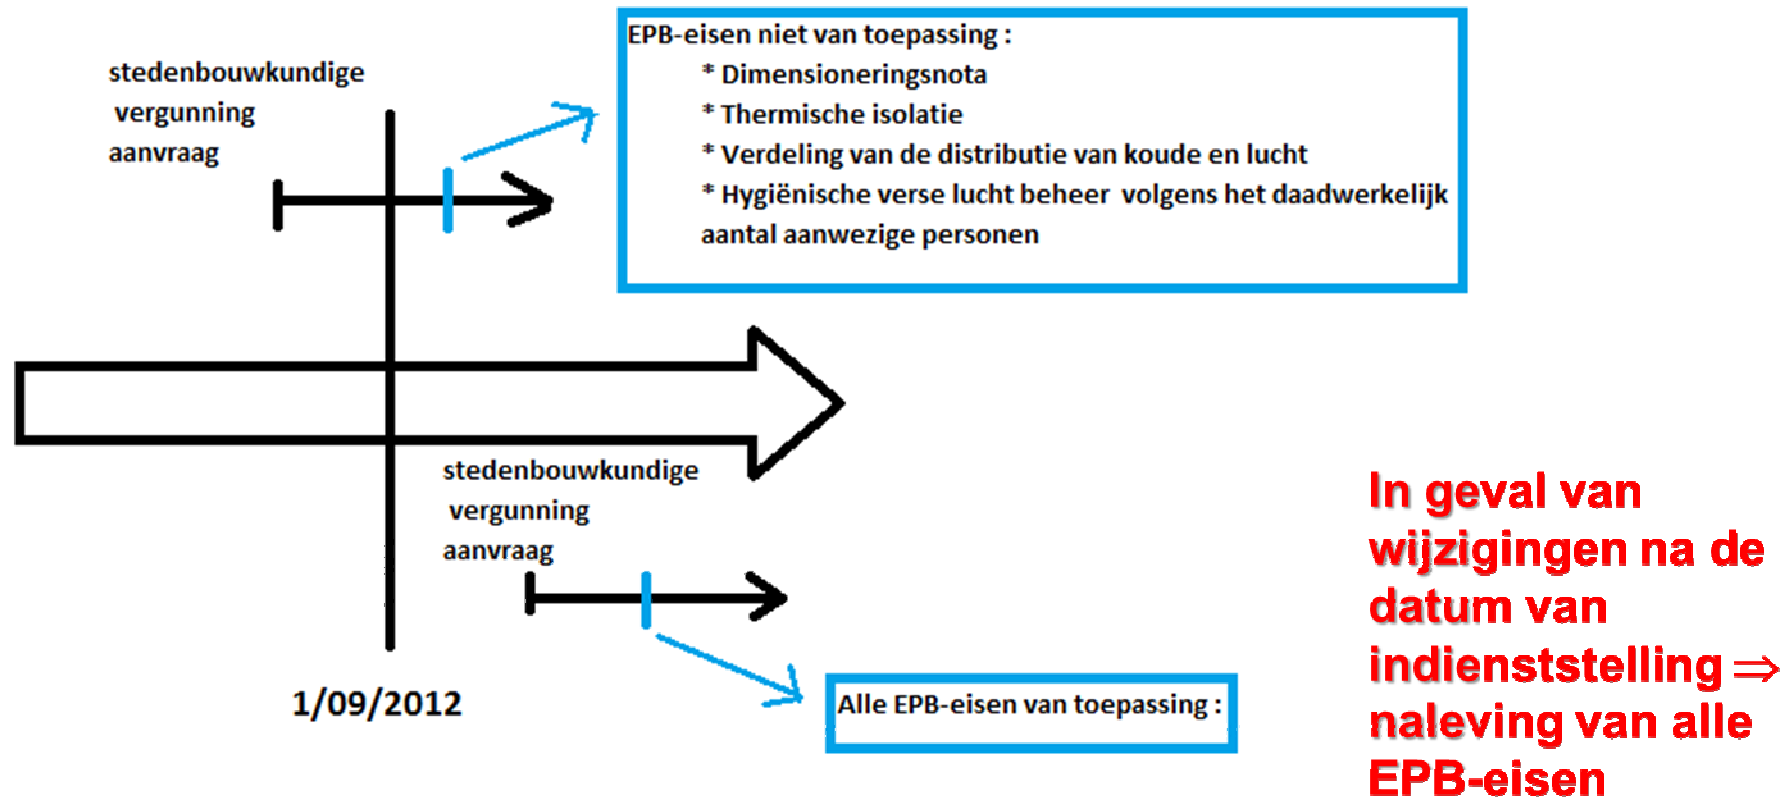 stedenbouwkundige
vergunning
aanvraag
EPB-eisen niet van toepassing :
* Dimensioneringsnota
* Thermische isolatie
* Verdeling van de distributie van koude en lucht
* Hygiënische verse lucht beheer volgens het daadwerkelijk
aantal aanwezige personen
stedenbouwkundige
vergunning
aanvraag
1/09/2012
Alle EPB-eisen van toepassing :
In geval van
wijzigingen na de
datum van
indienststelling ⇒
naleving van alle
EPB-eisen